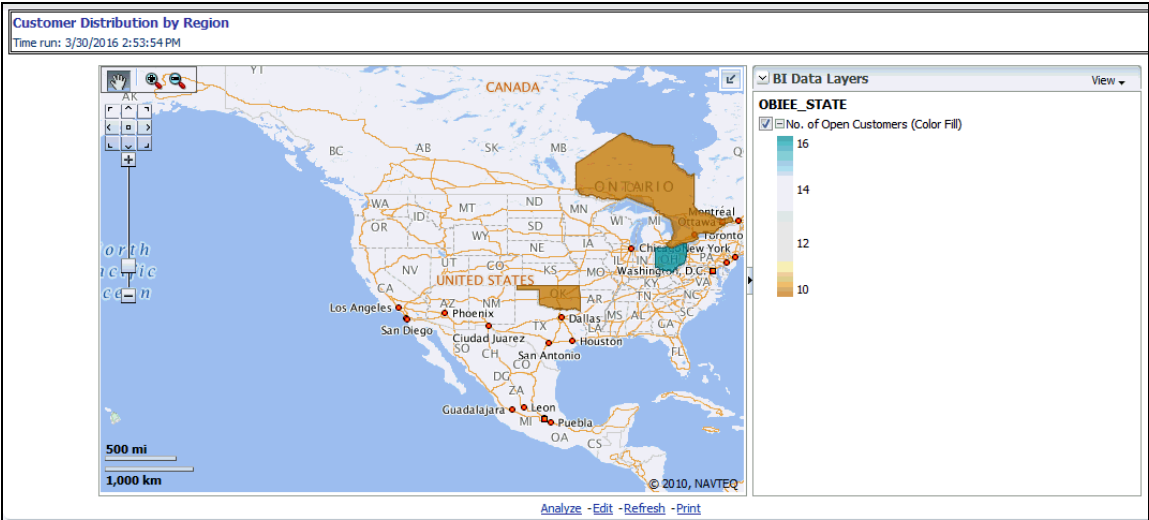 Customer Distribution by Region
Time run: 3/30/2016 2:53:54 PM
BI Data Layers
View
OBIEE_STATE
No. of Open Customers (Color Fill)
16
14
12
10
YT
AK
CANADA
BC
AB
SK
MB
ONTARIO
Q
WA
MT
ND
MN
WI
MI
Montréal
Ottawa
OR
ID
SD
Toronto
WY
NE
IA
New York
NV
UT
CO
KS
MO
IL
IN
OH
PA
Washington, D.C.
UNITED STATES
KY
VA
CA
AZ
NM
OK
AR
TN
NC
Los Angeles
Phoenix
Dallas
MS
AL
SC
San Diego
TX
LA
GA
Ciudad Juarez
Houston
SO
CH
San Antonio
CO
FL
DG
ZA
Guadalajara
Leon
MI
Puebla
OA
CS
500 mi
1,000 km
© 2010, NAVTEQ
Analyze - Edit - Refresh - Print